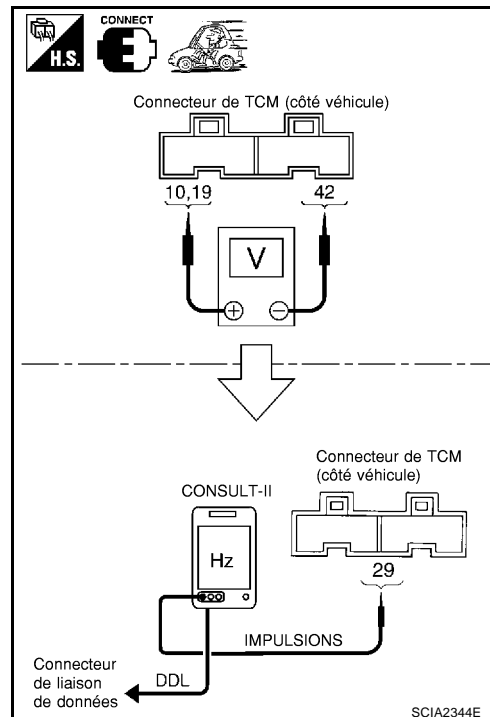 CONNECT
H.S.
Connecteur de TCM (côté véhicule)
10,19
42
V
+ −
Connecteur de TCM
(côté véhicule)
CONSULT-II
Hz
29
IMPULSIONS
Connecteur
de liaison
de données
DDL
SCIA2344E